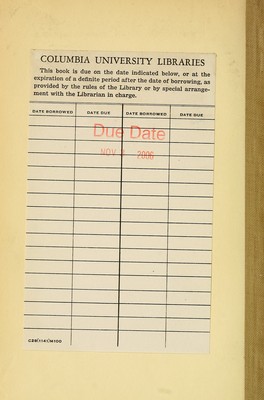 COLUMBIA UNIVERSITY LIBRARIES
This book is due on the date indicated below, or at the
expiration of a definite period after the date of borrowing, as
provided by the rules of the Library or by special arrange-
ment with the Librarian in charge.
DATE BORROWED DATE DUE DATE BORROWED DATE DUE
Due Date
NOV 2006